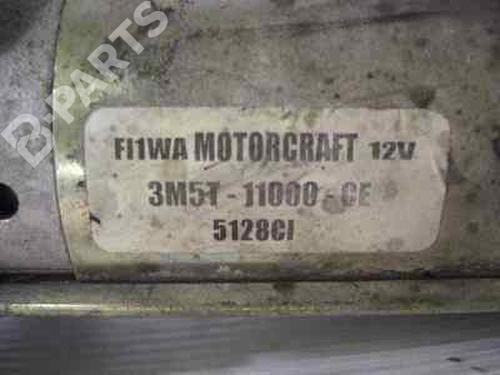 B-PARTS
FI1WA MOTORCRAFT 12V
3M5T - 11000 - CE
5128CI